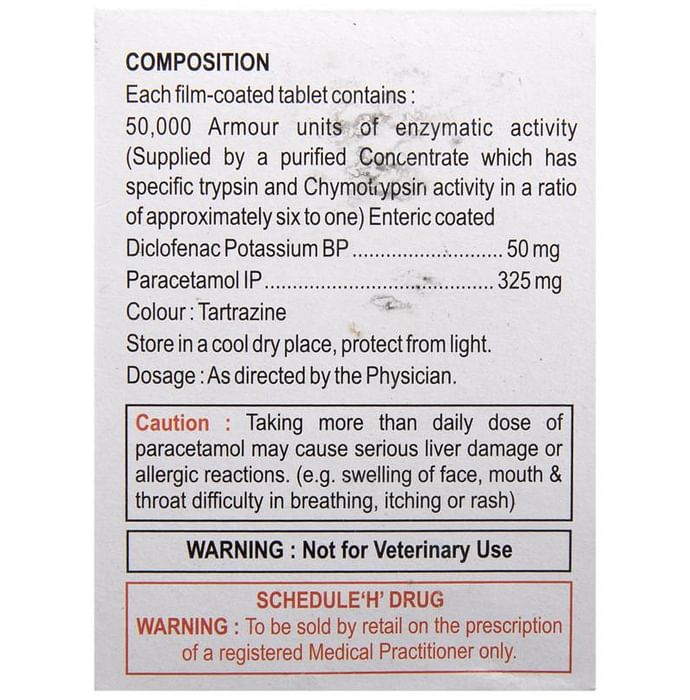 COMPOSITION
Each film-coated tablet contains :
50,000 Armour units of enzymatic activity
(Supplied by a purified Concentrate which has
specific trypsin and Chymotrypsin activity in a ratio
of approximately six to one) Enteric coated
Diclofenac Potassium BP ........................... 50 mg
Paracetamol IP ......................................... 325 mg
Colour : Tartrazine
Store in a cool dry place, protect from light.
Dosage : As directed by the Physician.
Caution : Taking more than daily dose of
paracetamol may cause serious liver damage or
allergic reactions. (e.g. swelling of face, mouth &
throat difficulty in breathing, itching or rash)
WARNING : Not for Veterinary Use
SCHEDULE 'H' DRUG
WARNING : To be sold by retail on the prescription
of a registered Medical Practitioner only.